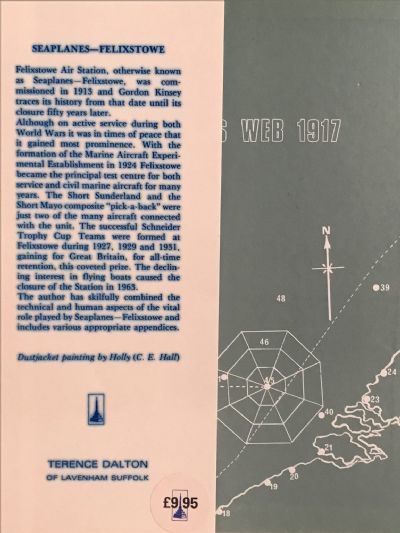 SEAPLANES—FELIXSTOWE
Felixstowe Air Station, otherwise known
as Seaplanes—Felixstowe, was com-
missioned in 1913 and Gordon Kinsey
traces its history from that date until its
closure fifty years later.
Although on active service during both
World Wars it was in times of peace that
it gained most prominence. With the
formation of the Marine Aircraft Experi-
mental Establishment in 1924 Felixstowe
became the principal test centre for both
service and civil marine aircraft for many
years. The Short Sunderland and the
Short Mayo composite “pick-a-back” were
just two of the many aircraft connected
with the unit. The successful Schneider
Trophy Cup Teams were formed at
Felixstowe during 1927, 1929 and 1931,
gaining for Great Britain, for all-time
retention, this coveted prize. The declin-
ing interest in flying boats caused the
closure of the Station in 1963.
The author has skilfully combined the
technical and human aspects of the vital
role played by Seaplanes—Felixstowe and
includes various appropriate appendices.
Dustjacket painting by Holly (C. E. Hall)
TERENCE DALTON
OF LAVENHAM SUFFOLK
£9.95
S WEB 1917
N
39
48
46
45
24
23
40
21
20
19
18